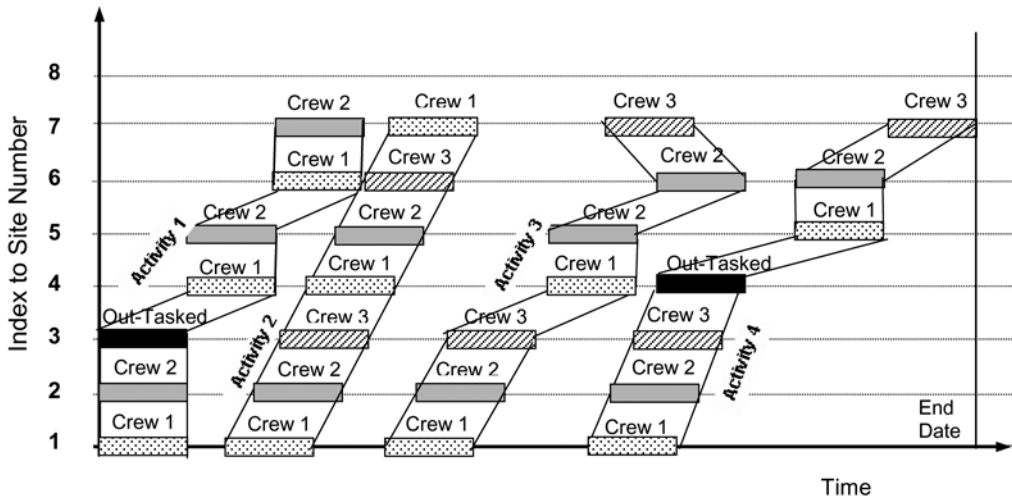 Index to Site Number
8
7
6
5
4
3
2
1
Crew 2
Crew 1
Crew 3
Crew 3
Crew 1
Crew 3
Crew 2
Crew 2
Crew 2
Crew 2
Crew 2
Crew 1
Activity 1
Activity 3
Crew 1
Crew 1
Crew 1
Out-Tasked
Out-Tasked
Crew 3
Crew 3
Crew 3
Activity 2
Activity 4
Crew 2
Crew 2
Crew 2
Crew 2
Crew 1
Crew 1
Crew 1
Crew 1
End
Date
Time